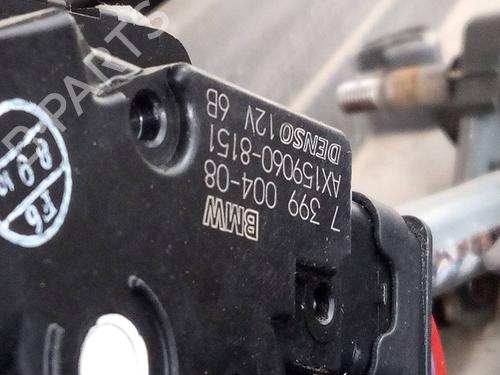 BMW
7 399 004-08
AX159060-8151
DENSO 12V 6B